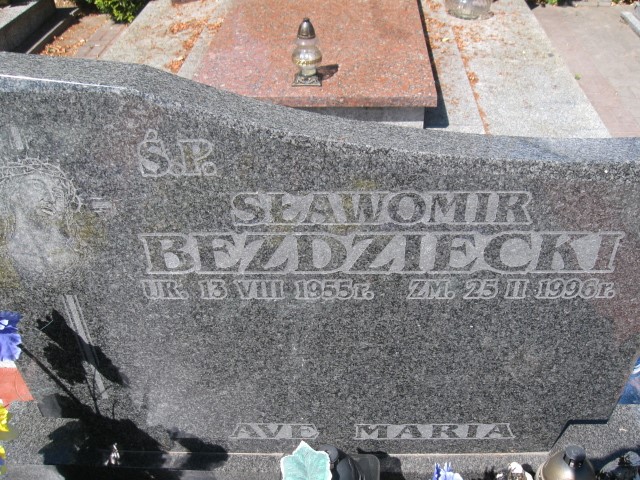 Ś.P.
SŁAWOMIR
BEZDZIECKI
UR. 13 VIII 1955r. ZM. 25 II 1996r.
AVE MARIA